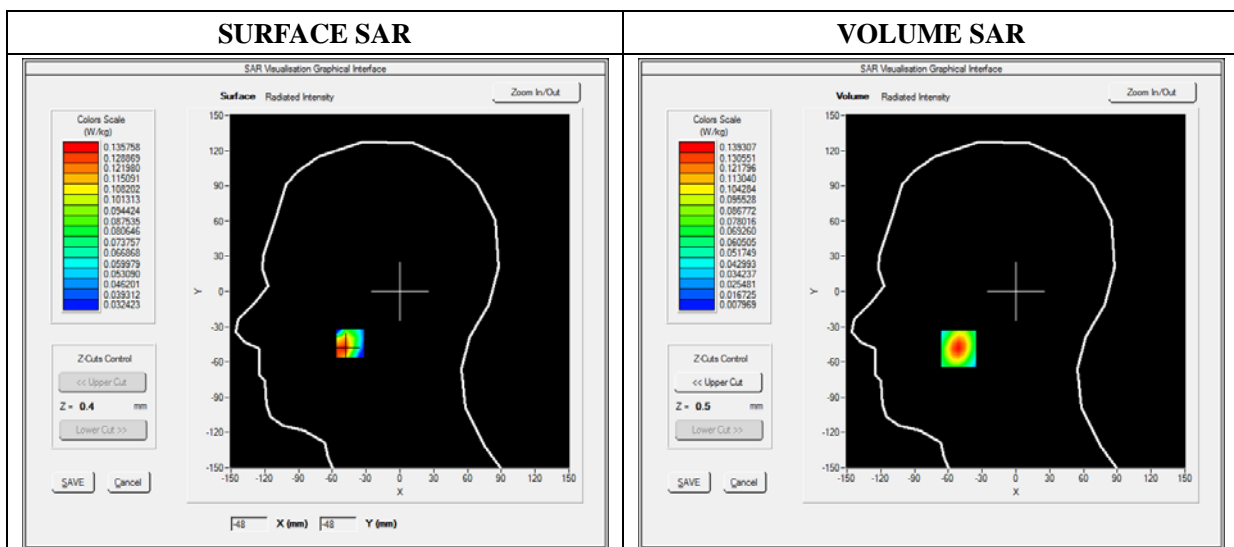 SURFACE SAR
VOLUME SAR
SAR Visualisation Graphical Interface
Surface Radiated Intensity
Zoom In/Out
Colors Scale
(W/kg)
0.135758
0.128869
0.121980
0.115091
0.108202
0.101313
0.094424
0.087535
0.080646
0.073757
0.066868
0.059979
0.053090
0.046201
0.039312
0.032423
Z-Cuts Control
<< Upper Cut
Z = 0.4 mm
Lower Cut >>
SAVE Cancel
150
120
90
60
30
0
-30
-60
-90
-120
-150
Y
-150 -120 -90 -60 -30 0 30 60 90 120 150
X
-48 X (mm) -48 Y (mm)
SAR Visualisation Graphical Interface
Volume Radiated Intensity
Zoom In/Out
Colors Scale
(W/kg)
0.139307
0.130551
0.121796
0.113040
0.104284
0.095528
0.086772
0.078016
0.069260
0.060505
0.051749
0.042993
0.034237
0.025481
0.016725
0.007969
Z-Cuts Control
<< Upper Cut
Z = 0.5 mm
Lower Cut >>
SAVE Cancel
150
120
90
60
30
0
-30
-60
-90
-120
-150
Y
-150 -120 -90 -60 -30 0 30 60 90 120 150
X